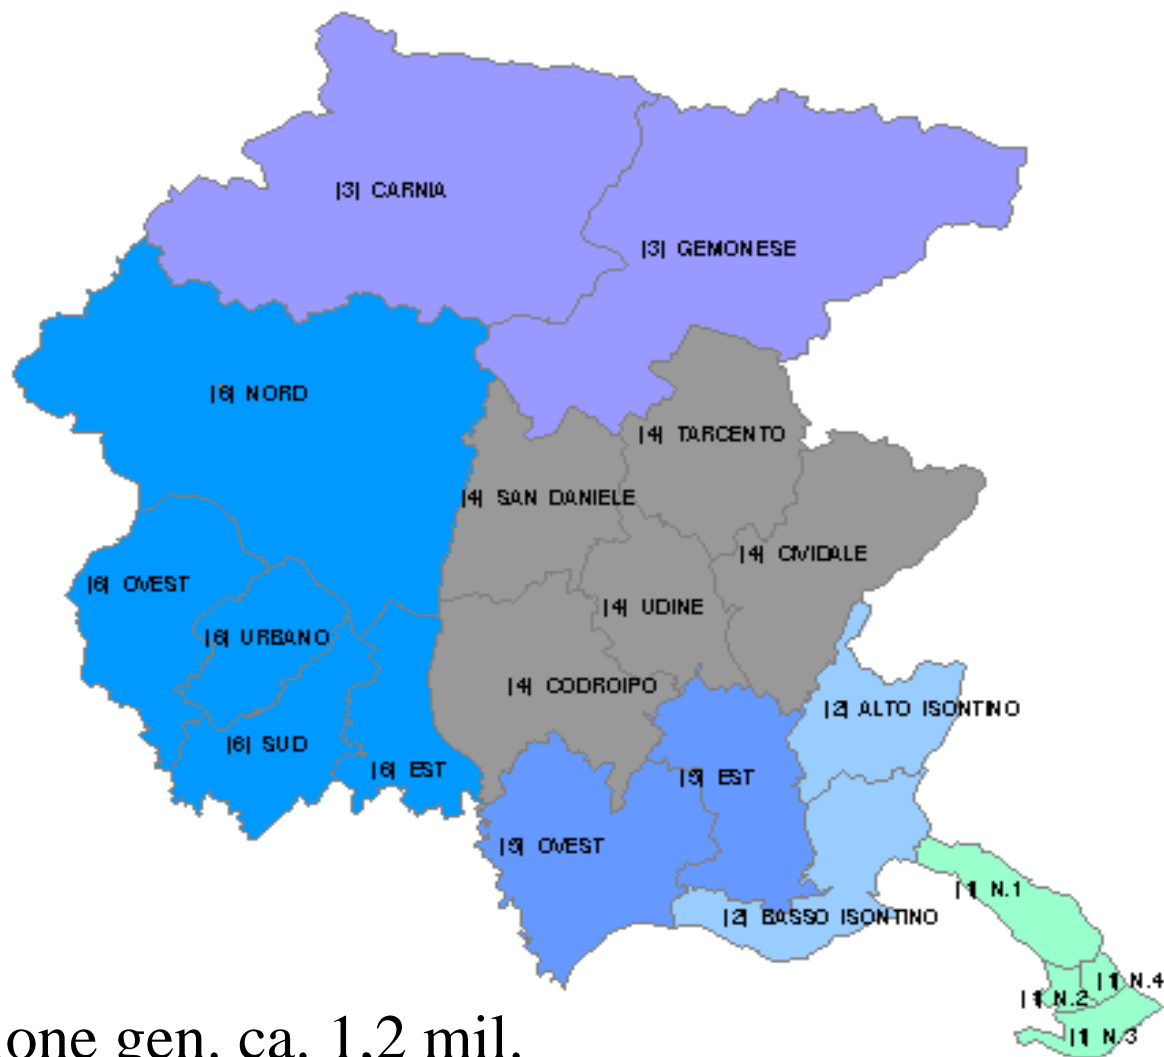 |3| CARNIA
|3| GEMONESE
|6| NORD
|4| TARCENTO
|4| SAN DANIELE
|4| CIVIDALE
|6| OVEST
|4| UDINE
|6| URBANO
|4| CODROIPO
|2| ALTO ISONTINO
|6| SUD
|6| EST
|5| EST
|5| OVEST
|1| N.1
|2| BASSO ISONTINO
|1| N.4
|1| N.2
|1| N.3
one gen. ca. 1,2 mil.